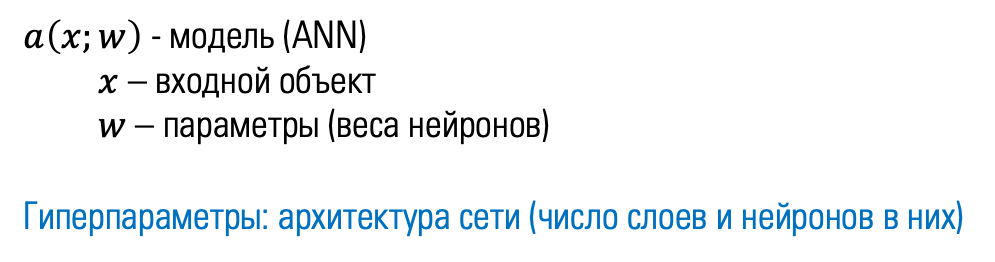 a(x; w) - модель (ANN)
x – входной объект
w – параметры (веса нейронов)
Гиперпараметры: архитектура сети (число слоев и нейронов в них)